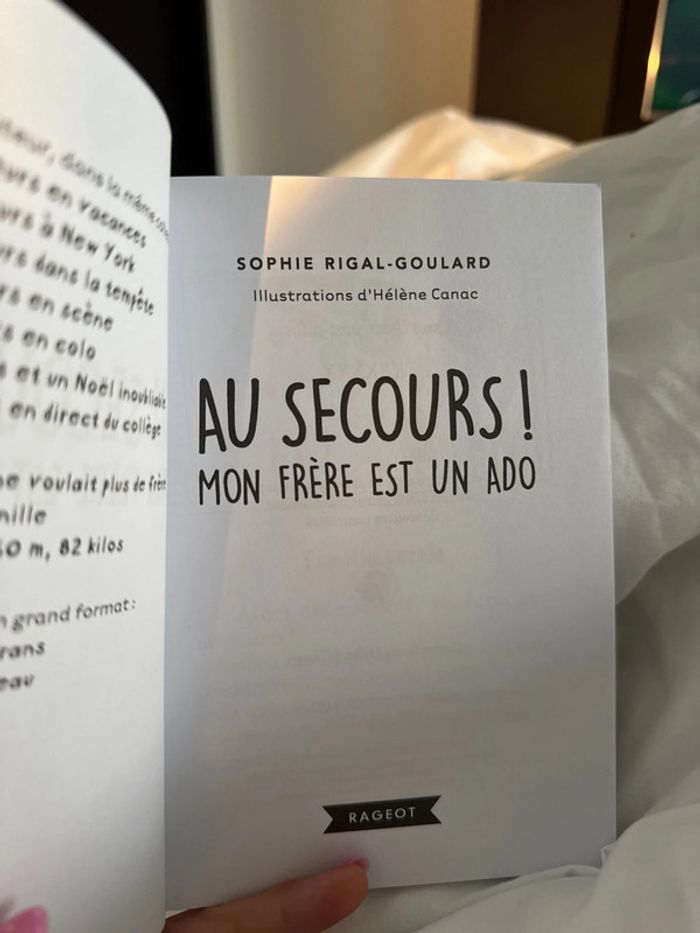 dans la même
en vacances
à New York
dans la tempête
en scène
en colo
et un Noël inoubliable
en direct du collège
voulait plus de frère
m, 82 kilos
grand format :
SOPHIE RIGAL-GOULARD
Illustrations d'Hélène Canac
AU SECOURS !
MON FRÈRE EST UN ADO
RAGEOT